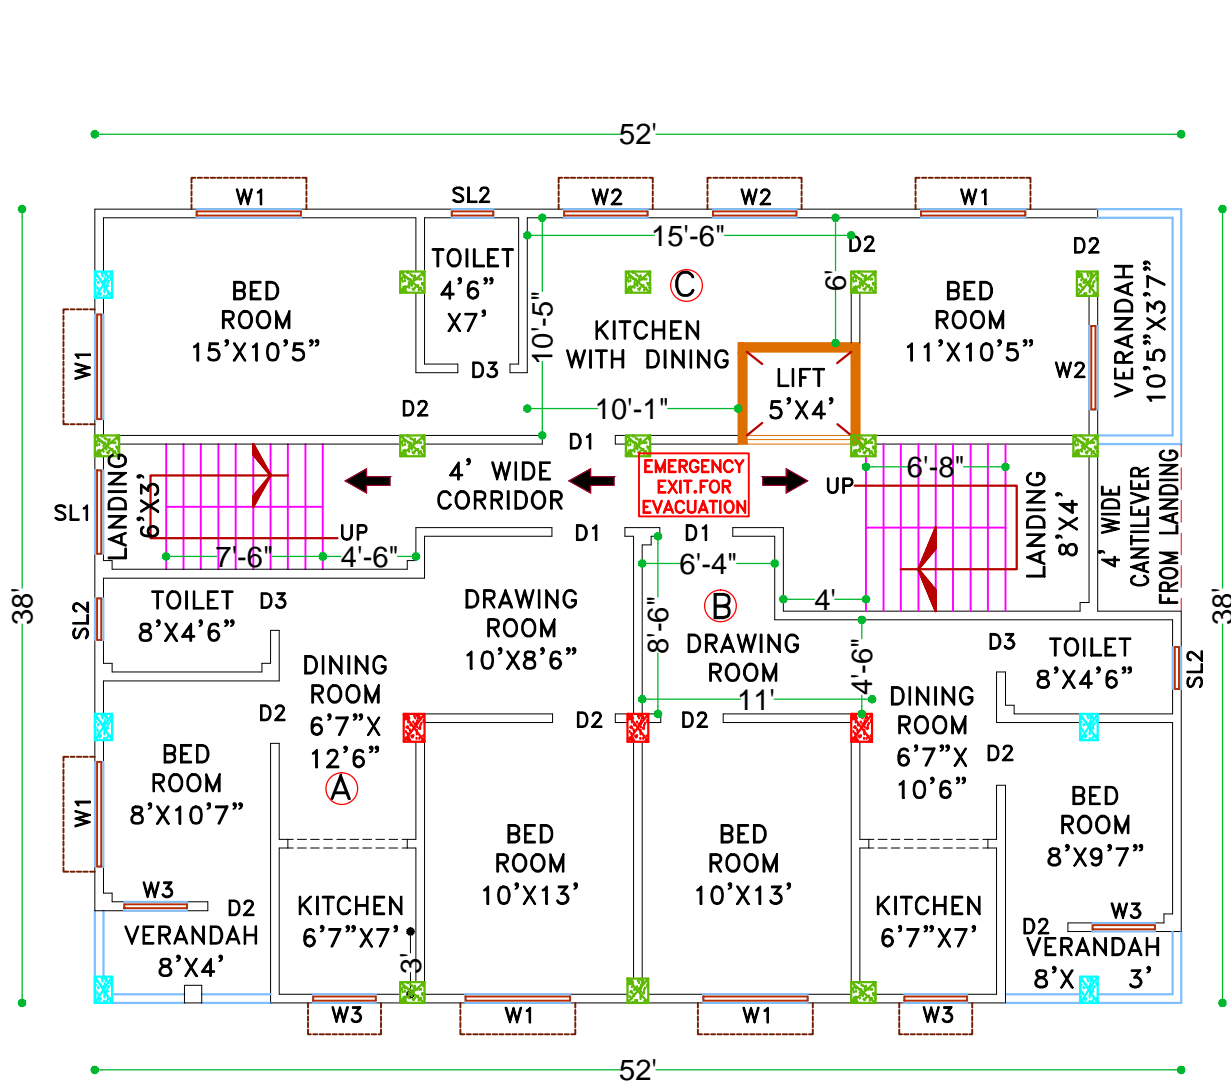 52'
W1
SL2
W2
W2
W1
15'-6"
D2
D2
TOILET
4'6"
X7'
6'
C
BED
ROOM
15'X10'5"
10'-5"
KITCHEN
WITH DINING
BED
ROOM
11'X10'5"
VERANDAH
10'5"X3'7"
W1
D3
LIFT
5'X4'
W2
D2
10'-1"
D1
EMERGENCY
EXIT.FOR
EVACUATION
4' WIDE
CORRIDOR
6'-8"
UP
LANDING
6'X3'
SL1
UP
7'-6"
4'-6"
D1
D1
6'-4"
LANDING
8'X4'
4' WIDE
CANTILEVER
FROM LANDING
38'
38'
SL2
TOILET
8'X4'6"
D3
DRAWING
ROOM
10'X8'6"
8'-6"
B
DRAWING
ROOM
4'
4'-6"
11'
D3
TOILET
8'X4'6"
SL2
DINING
ROOM
6'7"X
12'6"
A
D2
D2
D2
DINING
ROOM
6'7"X
10'6"
D2
BED
ROOM
8'X10'7"
W1
BED
ROOM
10'X13'
BED
ROOM
10'X13'
BED
ROOM
8'X9'7"
W3
D2
KITCHEN
6'7"X7'
KITCHEN
6'7"X7'
W3
D2
VERANDAH
8'X4'
3'
VERANDAH
8'X 3'
W3
W1
W1
W3
52'